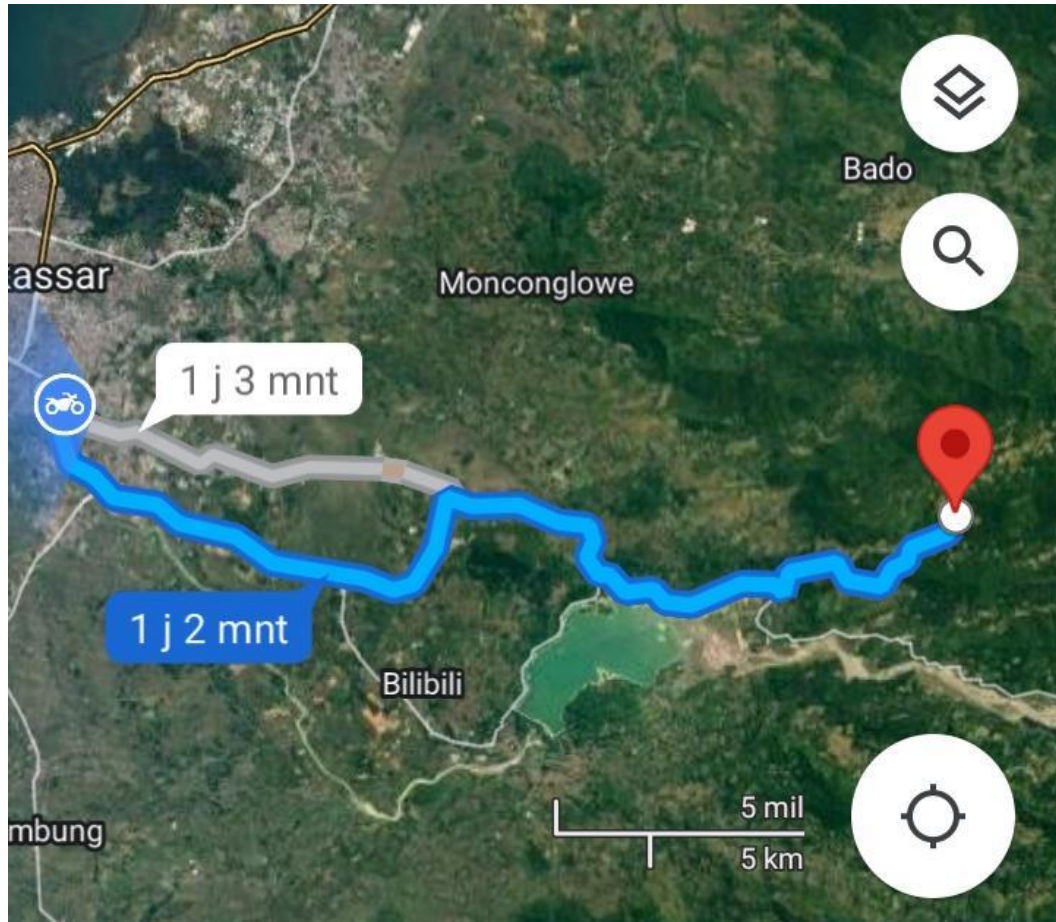 Bado
kassar
Monconglowe
1 j 3 mnt
1 j 2 mnt
Bilibili
5 mil
mbung
5 km